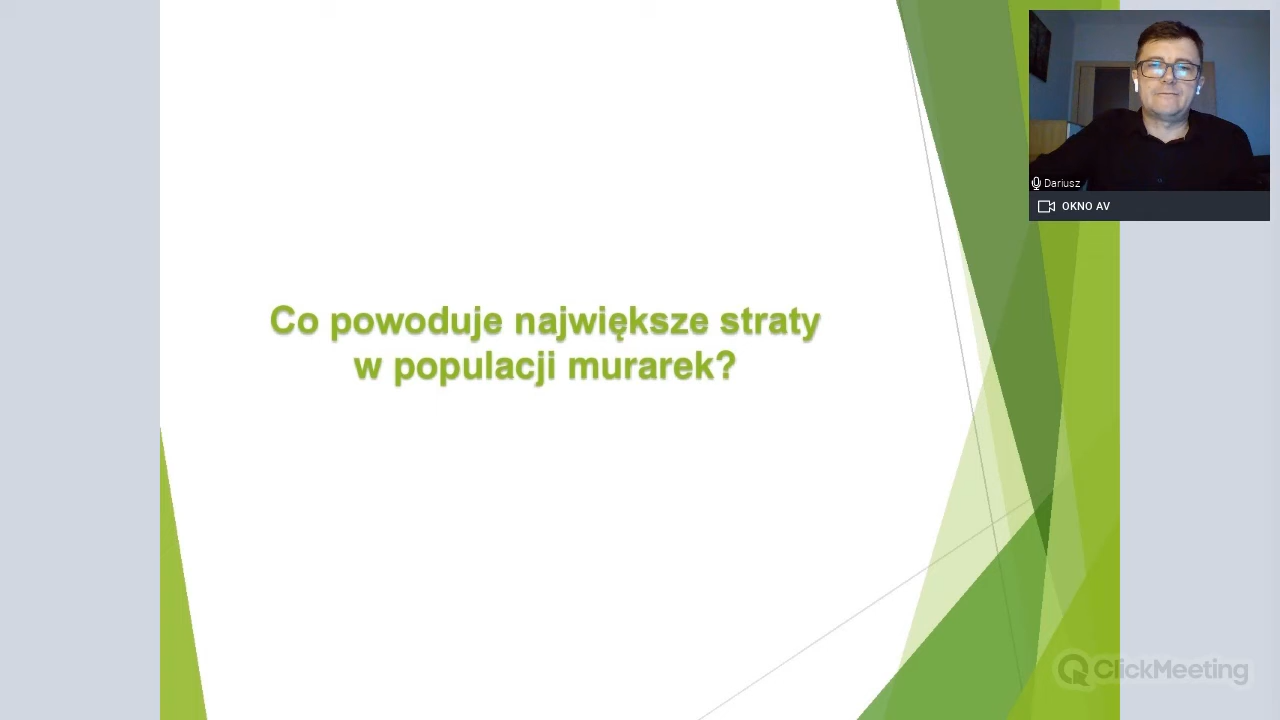 Co powoduje największe straty
w populacji murarek?
Dariusz
OKNO AV
ClickMeeting